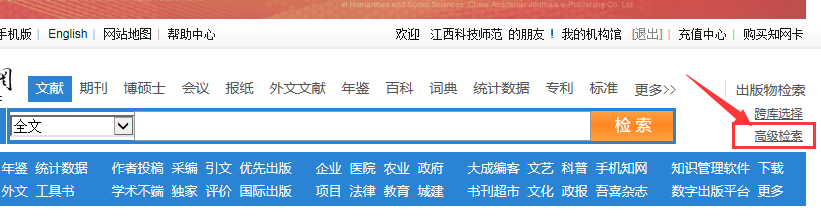 in Humanities and Social Sciences ,China Academic Journals e-Publishing Co. Ltd
手机版 | English | 网站地图 | 帮助中心 欢迎 江西科技师范 的朋友！我的机构馆 [退出] | 充值中心 | 购买知网卡
文献 期刊 博硕士 会议 报纸 外文文献 年鉴 百科 词典 统计数据 专利 标准 更多>> 出版物检索
跨库选择
全文 检索
高级检索
年鉴 统计数据 作者投稿 采编 引文 优先出版 企业 医院 农业 政府 大成编客 文艺 科普 手机知网 知识管理软件 下载
外文 工具书 学术不端 独家 评价 国际出版 项目 法律 教育 城建 书刊超市 文化 政报 吾喜杂志 数字出版平台 更多